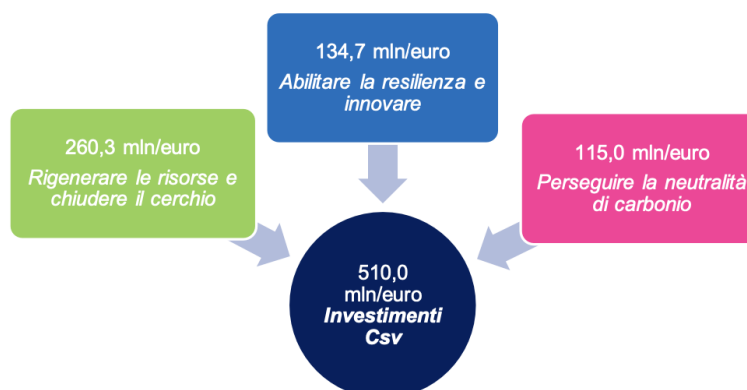 134,7 mln/euro
Abilitare la resilienza e
innovare
260,3 mln/euro
Rigenerare le risorse e
chiudere il cerchio
115,0 mln/euro
Perseguire la neutralità
di carbonio
510,0
mln/euro
Investimenti
Csv